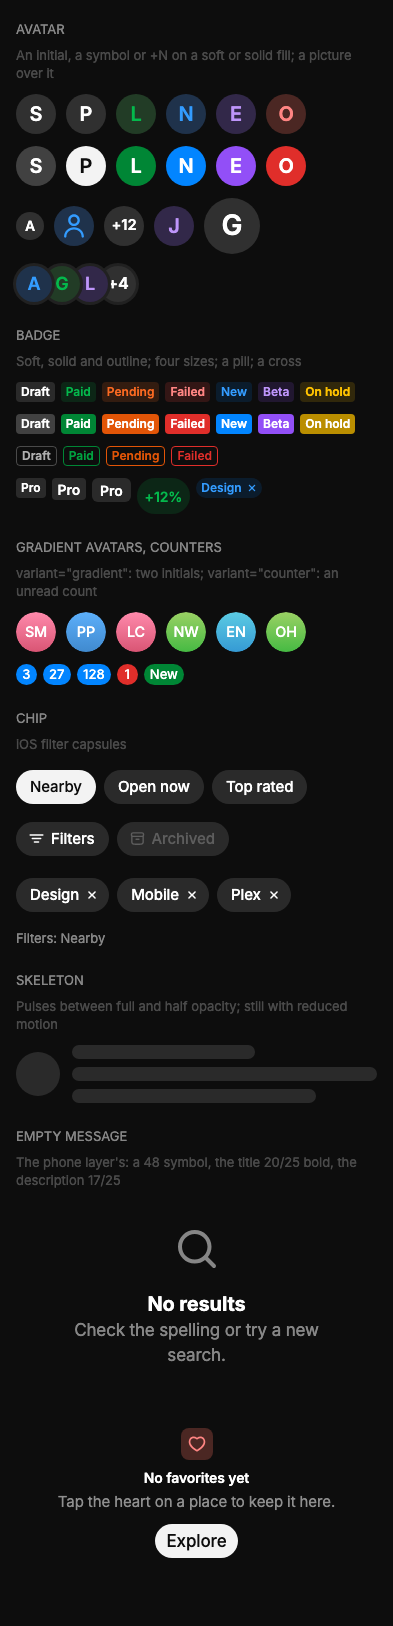 AVATAR
An initial, a symbol or +N on a soft or solid fill; a picture
over it
S P L N E O
S P L N E O
A +12 J G
A G L +4
BADGE
Soft, solid and outline; four sizes; a pill; a cross
Draft Paid Pending Failed New Beta On hold
Draft Paid Pending Failed New Beta On hold
Draft Paid Pending Failed
Pro Pro Pro +12% Design ×
GRADIENT AVATARS, COUNTERS
variant="gradient": two initials; variant="counter": an
unread count
SM PP LC NW EN OH
3 27 128 1 New
CHIP
iOS filter capsules
Nearby Open now Top rated
Filters Archived
Design × Mobile × Plex ×
Filters: Nearby
SKELETON
Pulses between full and half opacity; still with reduced
motion
EMPTY MESSAGE
The phone layer's: a 48 symbol, the title 20/25 bold, the
description 17/25
No results
Check the spelling or try a new
search.
No favorites yet
Tap the heart on a place to keep it here.
Explore